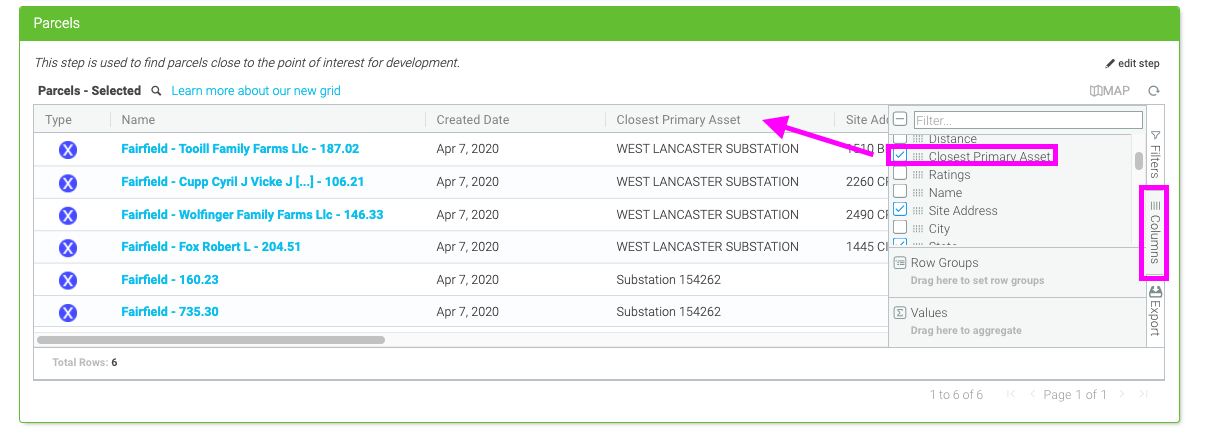 Parcels
This step is used to find parcels close to the point of interest for development.
edit step
Parcels - Selected Learn more about our new grid
MAP
Type Name Created Date Closest Primary Asset Site Add
Fairfield - Tooill Family Farms Llc - 187.02 Apr 7, 2020 WEST LANCASTER SUBSTATION 1510 B
Fairfield - Cupp Cyril J Vicke J [...] - 106.21 Apr 7, 2020 WEST LANCASTER SUBSTATION 2260 CR
Fairfield - Wolfinger Family Farms Llc - 146.33 Apr 7, 2020 WEST LANCASTER SUBSTATION 2490 CR
Fairfield - Fox Robert L - 204.51 Apr 7, 2020 WEST LANCASTER SUBSTATION 1445 CR
Fairfield - 160.23 Apr 7, 2020 Substation 154262
Fairfield - 735.30 Apr 7, 2020 Substation 154262
Filter...
Distance
Closest Primary Asset
Ratings
Name
Site Address
City
State
Row Groups
Drag here to set row groups
Values
Drag here to aggregate
Filters
Columns
Export
Total Rows: 6
1 to 6 of 6 Page 1 of 1